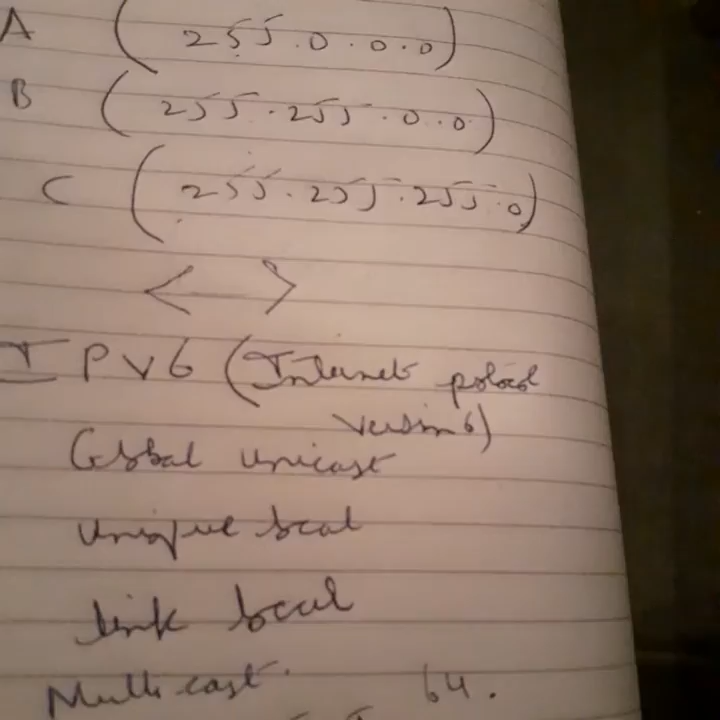 A (255.0.0.0)
B (255.255.0.0)
C (255.255.255.0)
IPV6 (Internet protocol
Version 6)
Global unicast
unique local
link local
Multicast. 64.